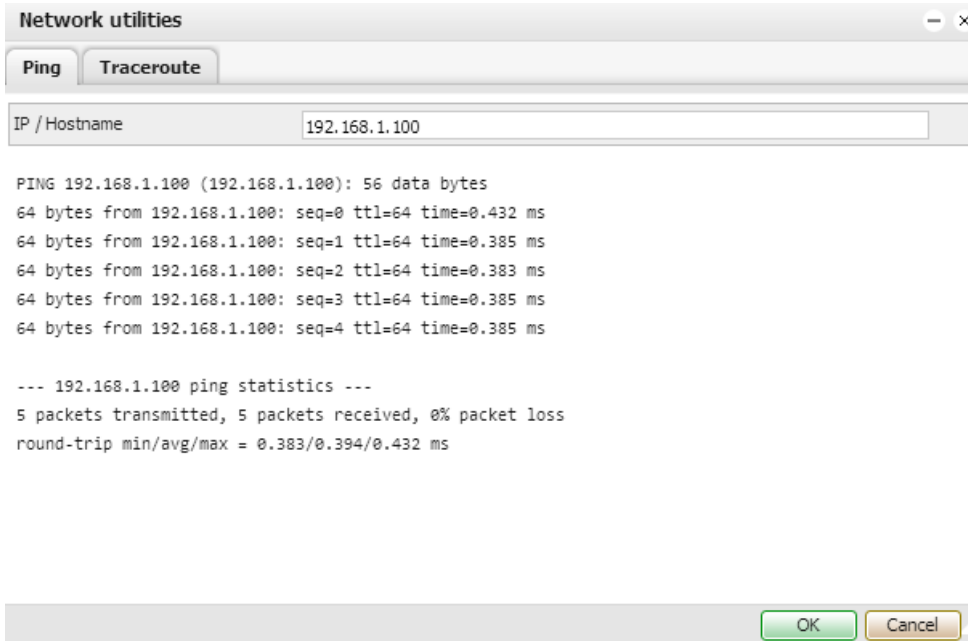 Network utilities
Ping Traceroute
IP / Hostname 192.168.1.100
PING 192.168.1.100 (192.168.1.100): 56 data bytes
64 bytes from 192.168.1.100: seq=0 ttl=64 time=0.432 ms
64 bytes from 192.168.1.100: seq=1 ttl=64 time=0.385 ms
64 bytes from 192.168.1.100: seq=2 ttl=64 time=0.383 ms
64 bytes from 192.168.1.100: seq=3 ttl=64 time=0.385 ms
64 bytes from 192.168.1.100: seq=4 ttl=64 time=0.385 ms
--- 192.168.1.100 ping statistics ---
5 packets transmitted, 5 packets received, 0% packet loss
round-trip min/avg/max = 0.383/0.394/0.432 ms
OK Cancel